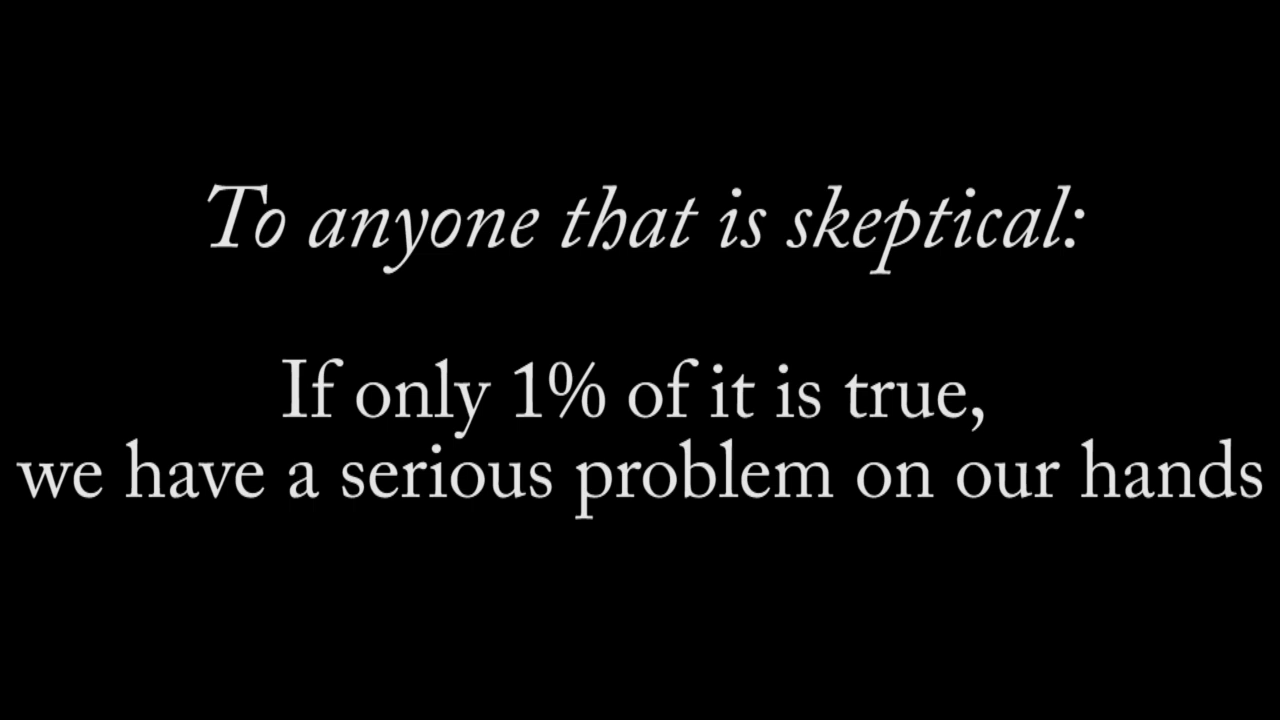 To anyone that is skeptical:
If only 1% of it is true,
we have a serious problem on our hands